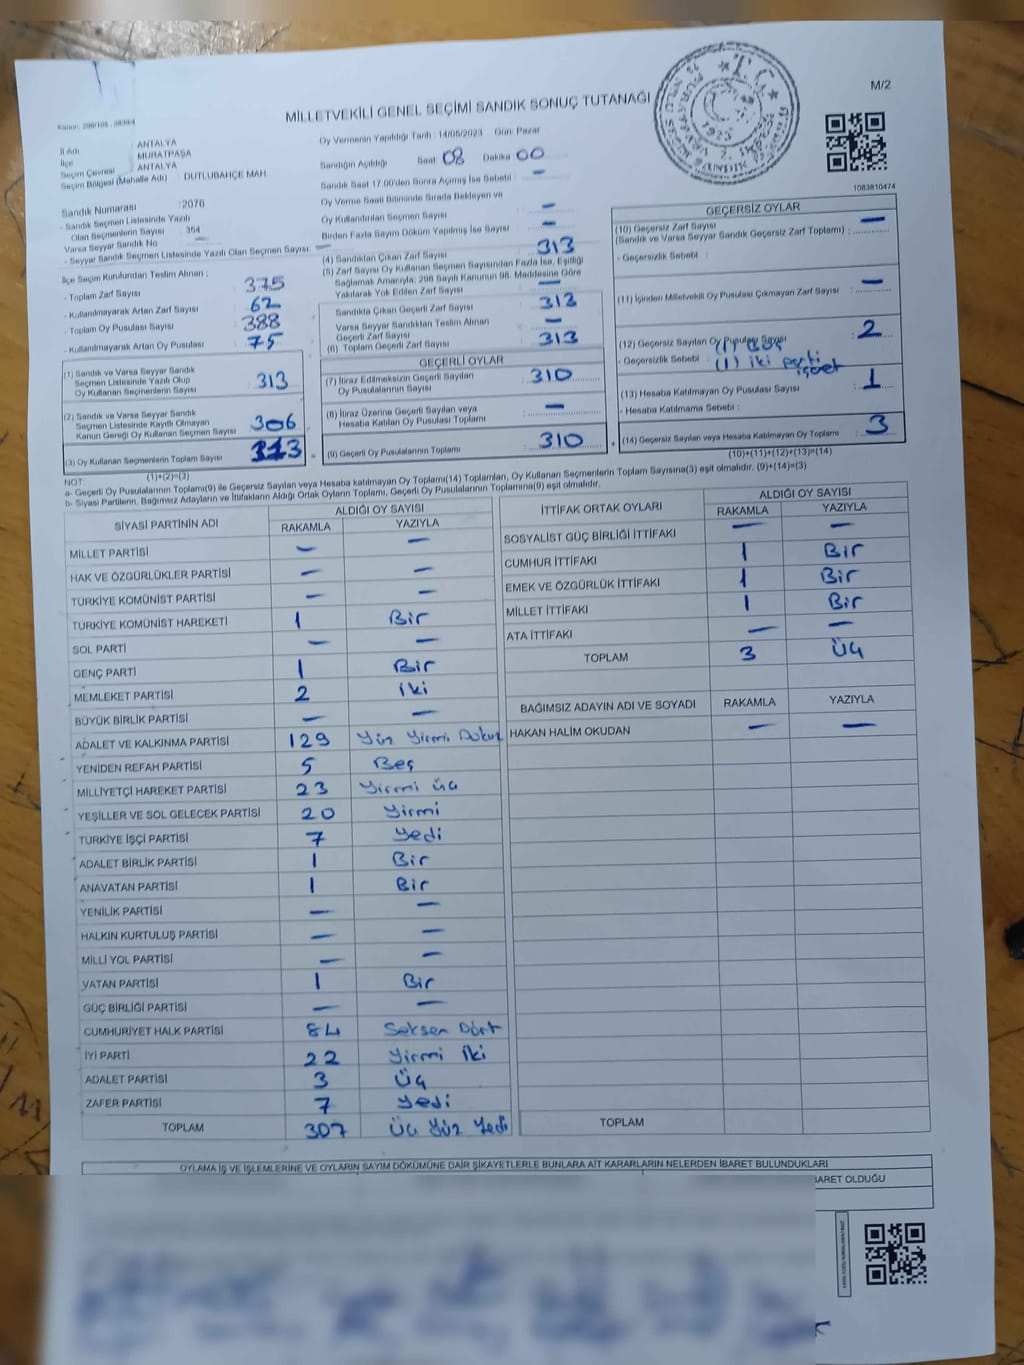 Kanun: 298/104 , 2839/4
MİLLETVEKİLİ GENEL SEÇİMİ SANDIK SONUÇ TUTANAĞI
M/2
T.C.
1083810474
İl Adı : ANTALYA
İlçe : MURATPAŞA
Seçim Çevresi : ANTALYA
Seçim Bölgesi (Mahalle Adı) : DUTLUBAHÇE MAH.
Sandık Numarası : 2076
- Sandık Seçmen Listesinde Yazılı
Olan Seçmenlerin Sayısı : 354
Varsa Seyyar Sandık No —
- Seyyar Sandık Seçmen Listesinde Yazılı Olan Seçmen Sayısı: —
İlçe Seçim Kurulundan Teslim Alınan ;
- Toplam Zarf Sayısı : 375
- Kullanılmayarak Artan Zarf Sayısı : 62
- Toplam Oy Pusulası Sayısı : 388
- Kullanılmayarak Artan Oy Pusulası : 75
(1) Sandık ve Varsa Seyyar Sandık
Seçmen Listesinde Yazılı Olup
Oy Kullanan Seçmenlerin Sayısı : 313
(2) Sandık ve Varsa Seyyar Sandık
Seçmen Listesinde Kayıtlı Olmayan
Kanun Gereği Oy Kullanan Seçmen Sayısı : 306
(3) Oy Kullanan Seçmenlerin Toplam Sayısı : 313
(1)+(2)=(3)
Oy Vermenin Yapıldığı Tarih : 14/05/2023 Gün: Pazar
Sandığın Açıldığı Saat 08 Dakika 00
Sandık Saat 17:00'den Sonra Açımış İse Sebebi : —
Oy Verme Saati Bitiminde Sırada Bekleyen ve
Oy Kullandırılan Seçmen Sayısı : —
Birden Fazla Sayım Döküm Yapılmış İse Sayısı : —
(4) Sandıktan Çıkan Zarf Sayısı : 313
(5) Zarf Sayısı Oy Kullanan Seçmen Sayısından Fazla İse, Eşitliği
Sağlamak Amacıyla; 298 Sayılı Kanunun 98. Maddesine Göre
Yakılarak Yok Edilen Zarf Sayısı : —
Sandıkta Çıkan Geçerli Zarf Sayısı : 313
Varsa Seyyar Sandıktan Teslim Alınan
Geçerli Zarf Sayısı : —
(6) Toplam Geçerli Zarf Sayısı : 313
GEÇERLİ OYLAR
(7) İtiraz Edilmeksizin Geçerli Sayılan
Oy Pusulalarının Sayısı : 310
(8) İtiraz Üzerine Geçerli Sayılan veya
Hesaba Katılan Oy Pusulası Toplamı : —
(9) Geçerli Oy Pusulalarının Toplamı : 310
GEÇERSİZ OYLAR
(10) Geçersiz Zarf Sayısı
(Sandık ve Varsa Seyyar Sandık Geçersiz Zarf Toplamı) : —
- Geçersizlik Sebebi :
(11) İçinden Milletvekili Oy Pusulası Çıkmayan Zarf Sayısı : —
(12) Geçersiz Sayılan Oy Pusulası Sayısı : 2
- Geçersizlik Sebebi : (1) Boş
(1) iki parti
(13) Hesaba Katılmayan Oy Pusulası Sayısı : 1
- Hesaba Katılmama Sebebi :
(14) Geçersiz Sayılan veya Hesaba Katılmayan Oy Toplamı : 3
(10)+(11)+(12)+(13)=(14)
NOT:
a- Geçerli Oy Pusulalarının Toplamı(9) ile Geçersiz Sayılan veya Hesaba katılmayan Oy Toplamı(14) Toplamları, Oy Kullanan Seçmenlerin Toplam Sayısına(3) eşit olmalıdır. (9)+(14)=(3)
b- Siyasi Partilerin, Bağımsız Adayların ve İttifakların Aldığı Ortak Oyların Toplamı, Geçerli Oy Pusulalarının Toplamına(9) eşit olmalıdır.
SİYASİ PARTİNİN ADI ALDIĞI OY SAYISI
RAKAMLA YAZIYLA
MİLLET PARTİSİ — —
HAK VE ÖZGÜRLÜKLER PARTİSİ — —
TÜRKİYE KOMÜNİST PARTİSİ — —
TÜRKİYE KOMÜNİST HAREKETİ 1 Bir
SOL PARTİ — —
GENÇ PARTİ 1 Bir
MEMLEKET PARTİSİ 2 iki
BÜYÜK BİRLİK PARTİSİ — —
ADALET VE KALKINMA PARTİSİ 129 Yüz Yirmi Dokuz
YENİDEN REFAH PARTİSİ 5 Beş
MİLLİYETÇİ HAREKET PARTİSİ 23 Yirmi üç
YEŞİLLER VE SOL GELECEK PARTİSİ 20 Yirmi
TÜRKİYE İŞÇİ PARTİSİ 7 Yedi
ADALET BİRLİK PARTİSİ 1 Bir
ANAVATAN PARTİSİ 1 Bir
YENİLİK PARTİSİ — —
HALKIN KURTULUŞ PARTİSİ — —
MİLLİ YOL PARTİSİ — —
VATAN PARTİSİ 1 Bir
GÜÇ BİRLİĞİ PARTİSİ — —
CUMHURİYET HALK PARTİSİ 84 Seksen Dört
İYİ PARTİ 22 Yirmi iki
ADALET PARTİSİ 3 Üç
ZAFER PARTİSİ 7 Yedi
TOPLAM 307 Üç Yüz Yedi
İTTİFAK ORTAK OYLARI ALDIĞI OY SAYISI
RAKAMLA YAZIYLA
SOSYALİST GÜÇ BİRLİĞİ İTTİFAKI — —
CUMHUR İTTİFAKI 1 Bir
EMEK VE ÖZGÜRLÜK İTTİFAKI 1 Bir
MİLLET İTTİFAKI 1 Bir
ATA İTTİFAKI — —
TOPLAM 3 Üç
BAĞIMSIZ ADAYIN ADI VE SOYADI RAKAMLA YAZIYLA
HAKAN HALİM OKUDAN — —
TOPLAM
OYLAMA İŞ VE İŞLEMLERİNE VE OYLARIN SAYIM DÖKÜMÜNE DAİR ŞİKAYETLERLE BUNLARA AİT KARARLARIN NELERDEN İBARET BULUNDUKLARI
BARET OLDUĞU